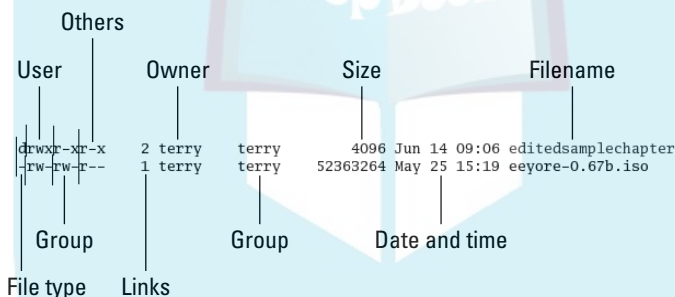 Others
User Owner Size Filename
drwxr-xr-x 2 terry terry 4096 Jun 14 09:06 editedsamplechapter
-rw-rw-r-- 1 terry terry 52363264 May 25 15:19 eeyore-0.67b.iso
Group Group Date and time
File type Links